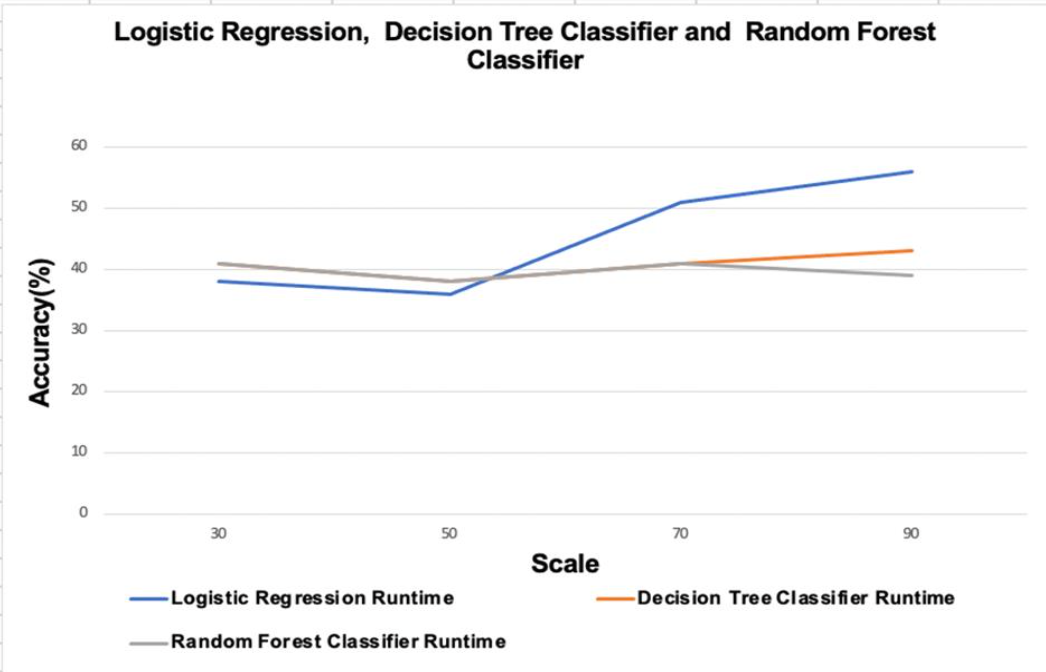 Logistic Regression, Decision Tree Classifier and Random Forest
Classifier
60
50
40
30
20
10
0
Accuracy(%)
30 50 70 90
Scale
Logistic Regression Runtime Decision Tree Classifier Runtime
Random Forest Classifier Runtime